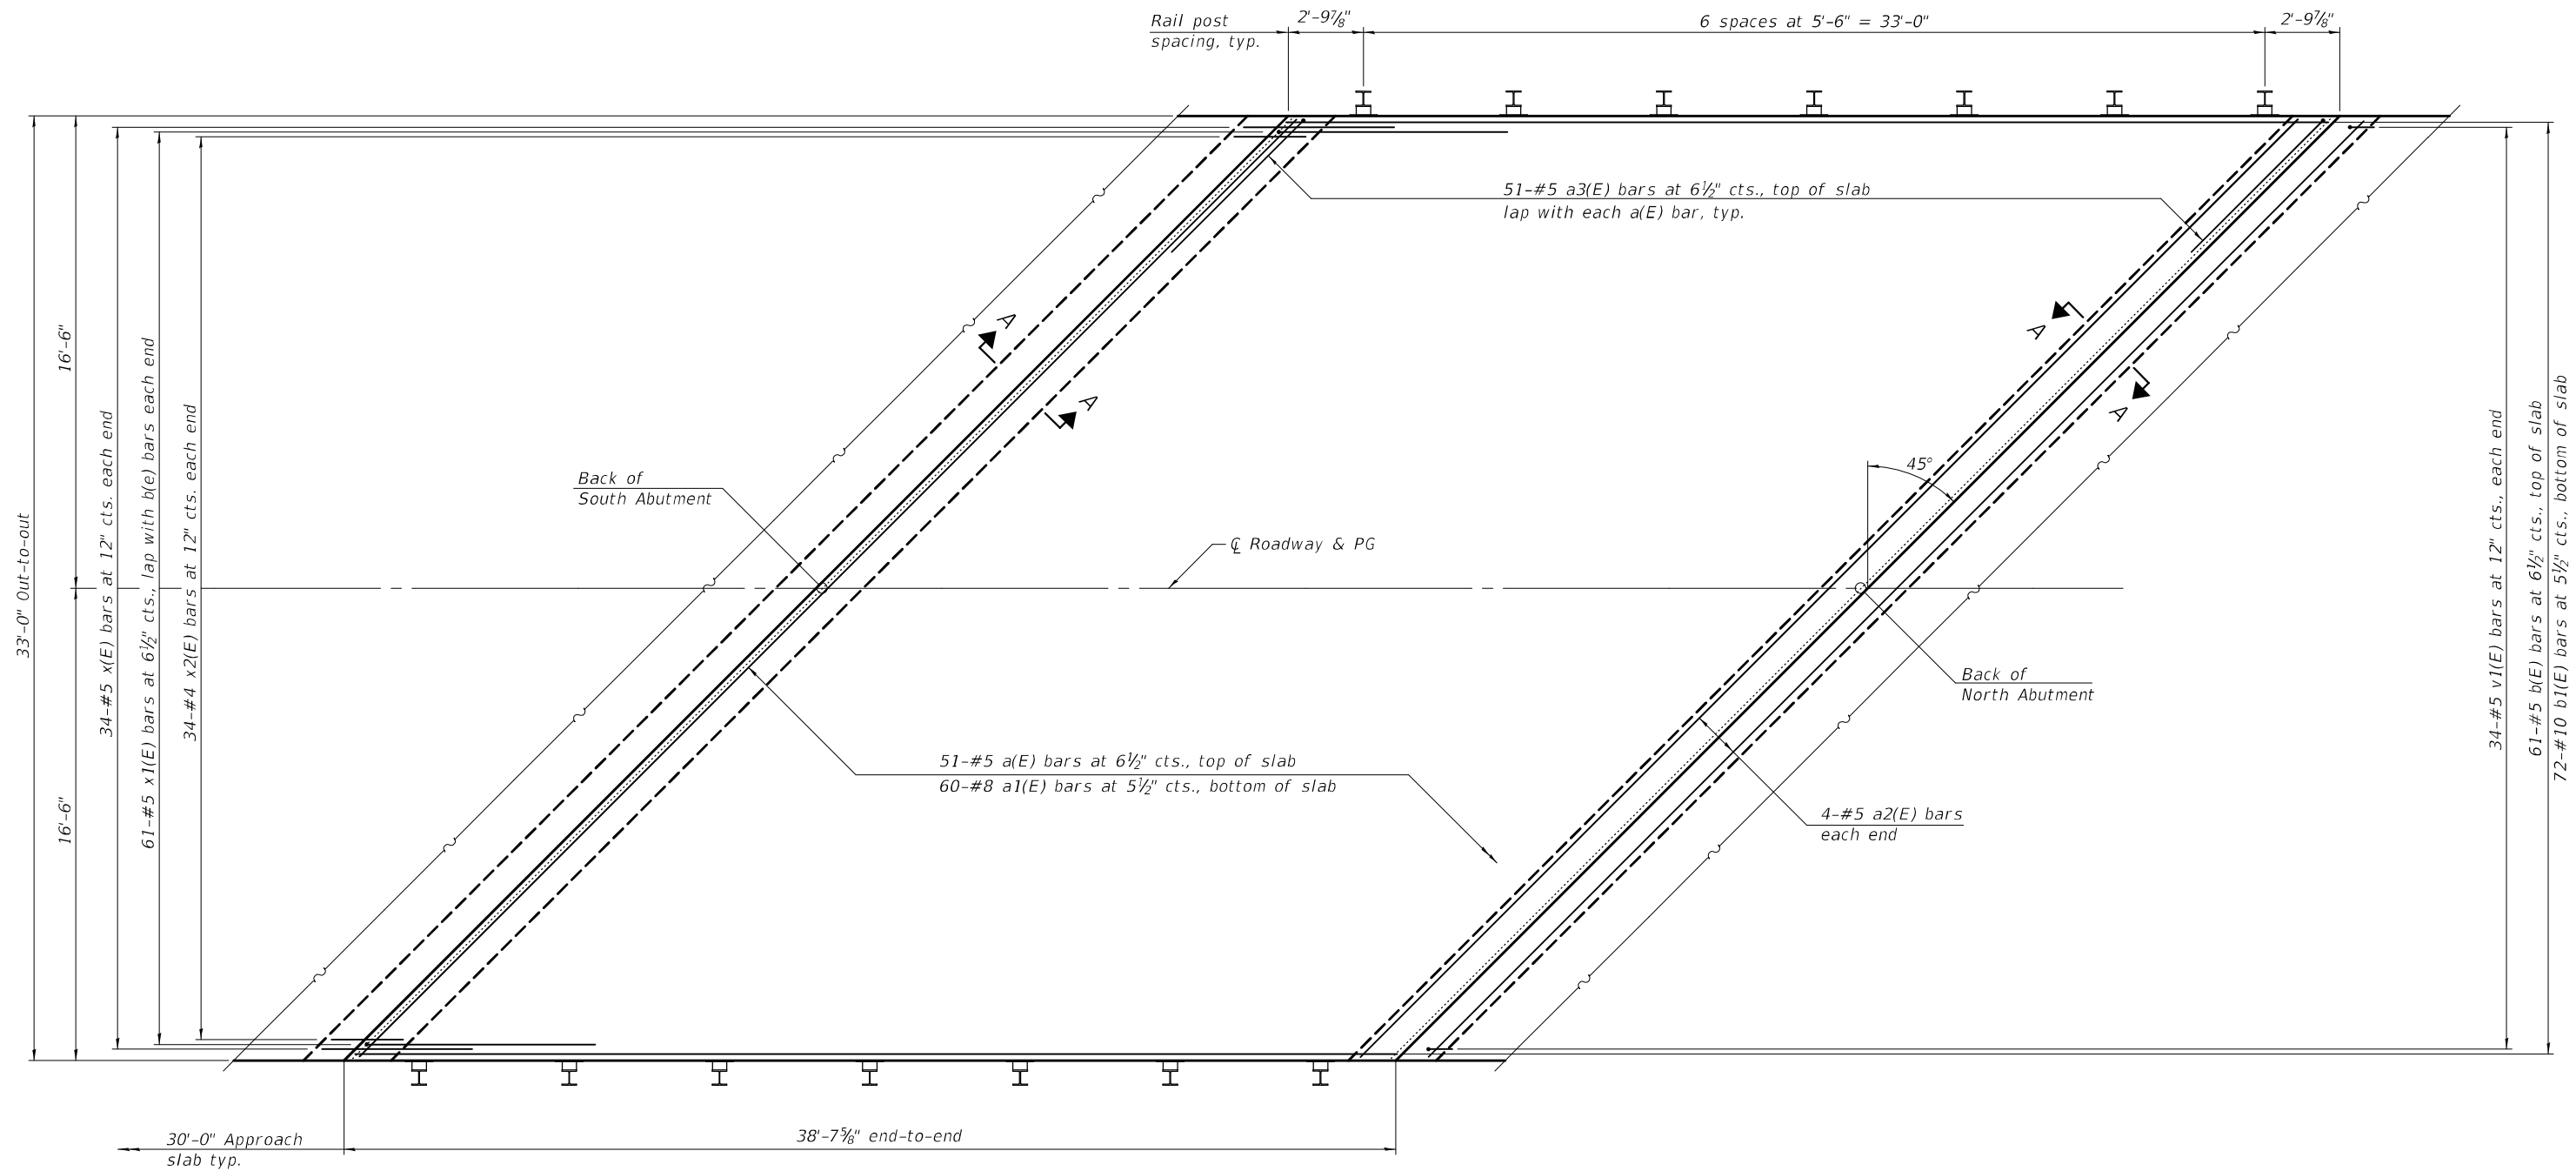 Rail post
spacing, typ.
2'-9⅞"
6 spaces at 5'-6" = 33'-0"
2'-9⅞"
51-#5 a3(E) bars at 6½" cts., top of slab
lap with each a(E) bar, typ.
33'-0" Out-to-out
16'-6"
16'-6"
34-#5 x(E) bars at 12" cts. each end
61-#5 x1(E) bars at 6½" cts., lap with b(e) bars each end
34-#4 x2(E) bars at 12" cts. each end
A
A
A
A
Back of
South Abutment
45°
℄ Roadway & PG
Back of
North Abutment
51-#5 a(E) bars at 6½" cts., top of slab
60-#8 a1(E) bars at 5½" cts., bottom of slab
4-#5 a2(E) bars
each end
34-#5 v1(E) bars at 12" cts., each end
61-#5 b(E) bars at 6½" cts., top of slab
72-#10 b1(E) bars at 5½" cts., bottom of slab
30'-0" Approach
slab typ.
38'-7⅝" end-to-end